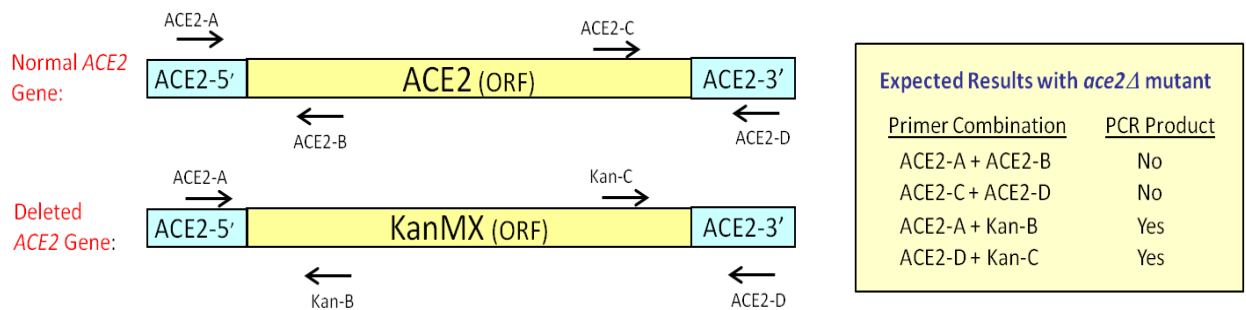 ACE2-A
ACE2-C
Normal ACE2
Gene:
ACE2-5′
ACE2 (ORF)
ACE2-3’
ACE2-B
ACE2-D
ACE2-A
Kan-C
Deleted
ACE2 Gene:
ACE2-5′
KanMX (ORF)
ACE2-3’
Kan-B
ACE2-D
Expected Results with ace2Δ mutant
Primer Combination PCR Product
ACE2-A + ACE2-B No
ACE2-C + ACE2-D No
ACE2-A + Kan-B Yes
ACE2-D + Kan-C Yes